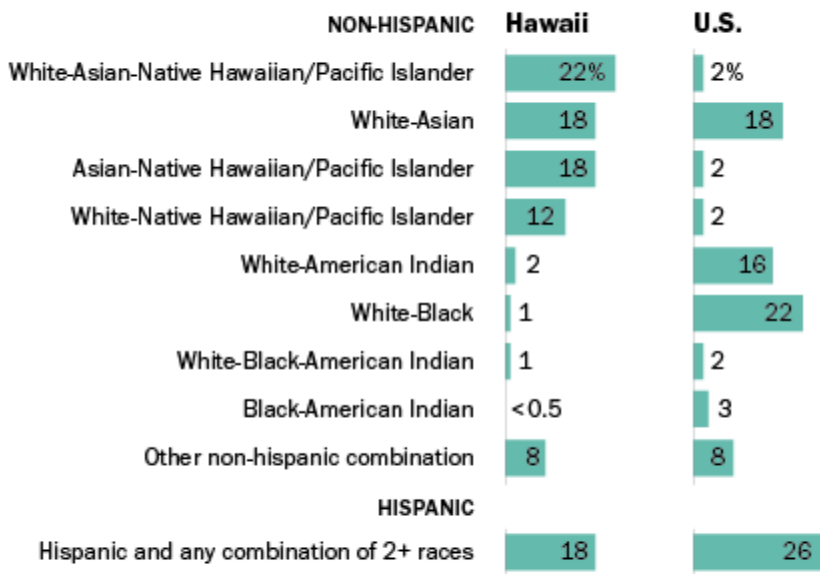 NON-HISPANIC Hawaii U.S.
White-Asian-Native Hawaiian/Pacific Islander 22% 2%
White-Asian 18 18
Asian-Native Hawaiian/Pacific Islander 18 2
White-Native Hawaiian/Pacific Islander 12 2
White-American Indian 2 16
White-Black 1 22
White-Black-American Indian 1 2
Black-American Indian <0.5 3
Other non-hispanic combination 8 8
HISPANIC
Hispanic and any combination of 2+ races 18 26